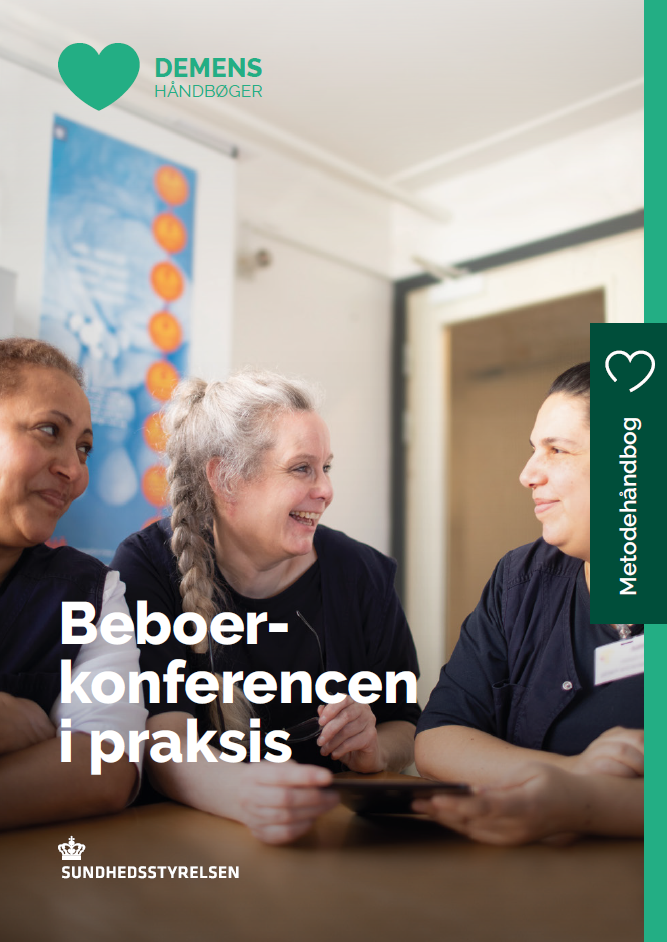 DEMENS
HÅNDBØGER
Metodehåndbog
Beboer-
konferencen
i praksis
SUNDHEDSSTYRELSEN